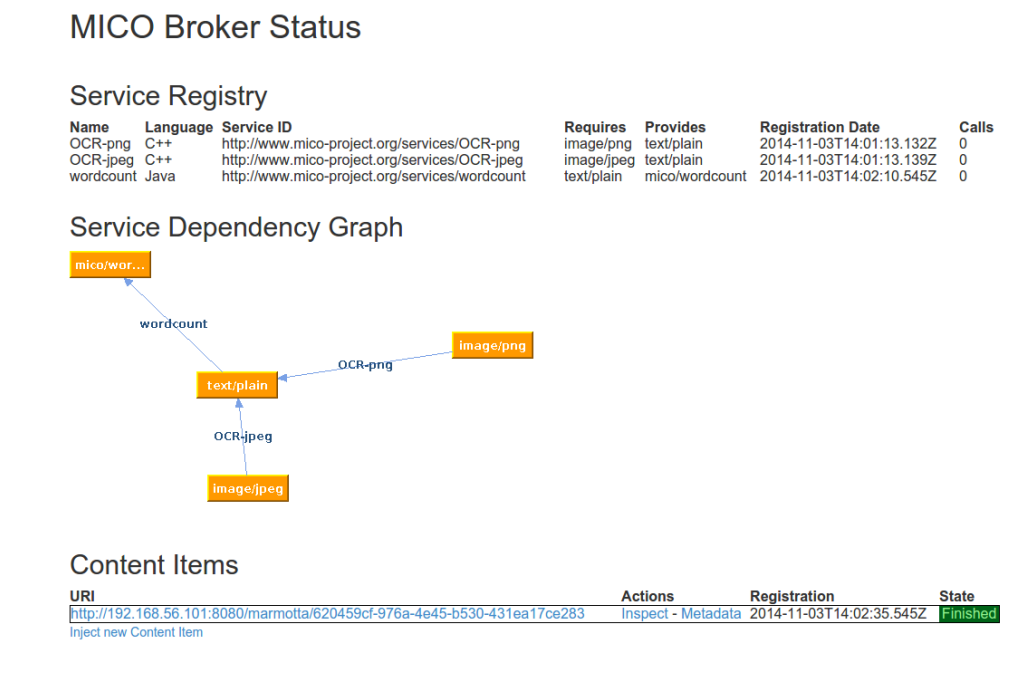 MICO Broker Status
Service Registry
Name Language Service ID Requires Provides Registration Date Calls
OCR-png C++ http://www.mico-project.org/services/OCR-png image/png text/plain 2014-11-03T14:01:13.132Z 0
OCR-jpeg C++ http://www.mico-project.org/services/OCR-jpeg image/jpeg text/plain 2014-11-03T14:01:13.139Z 0
wordcount Java http://www.mico-project.org/services/wordcount text/plain mico/wordcount 2014-11-03T14:02:10.545Z 0
Service Dependency Graph
mico/wor...
wordcount
image/png
OCR-png
text/plain
OCR-jpeg
image/jpeg
Content Items
URI Actions Registration State
http://192.168.56.101:8080/marmotta/620459cf-976a-4e45-b530-431ea17ce283 Inspect - Metadata 2014-11-03T14:02:35.545Z Finished
Inject new Content Item